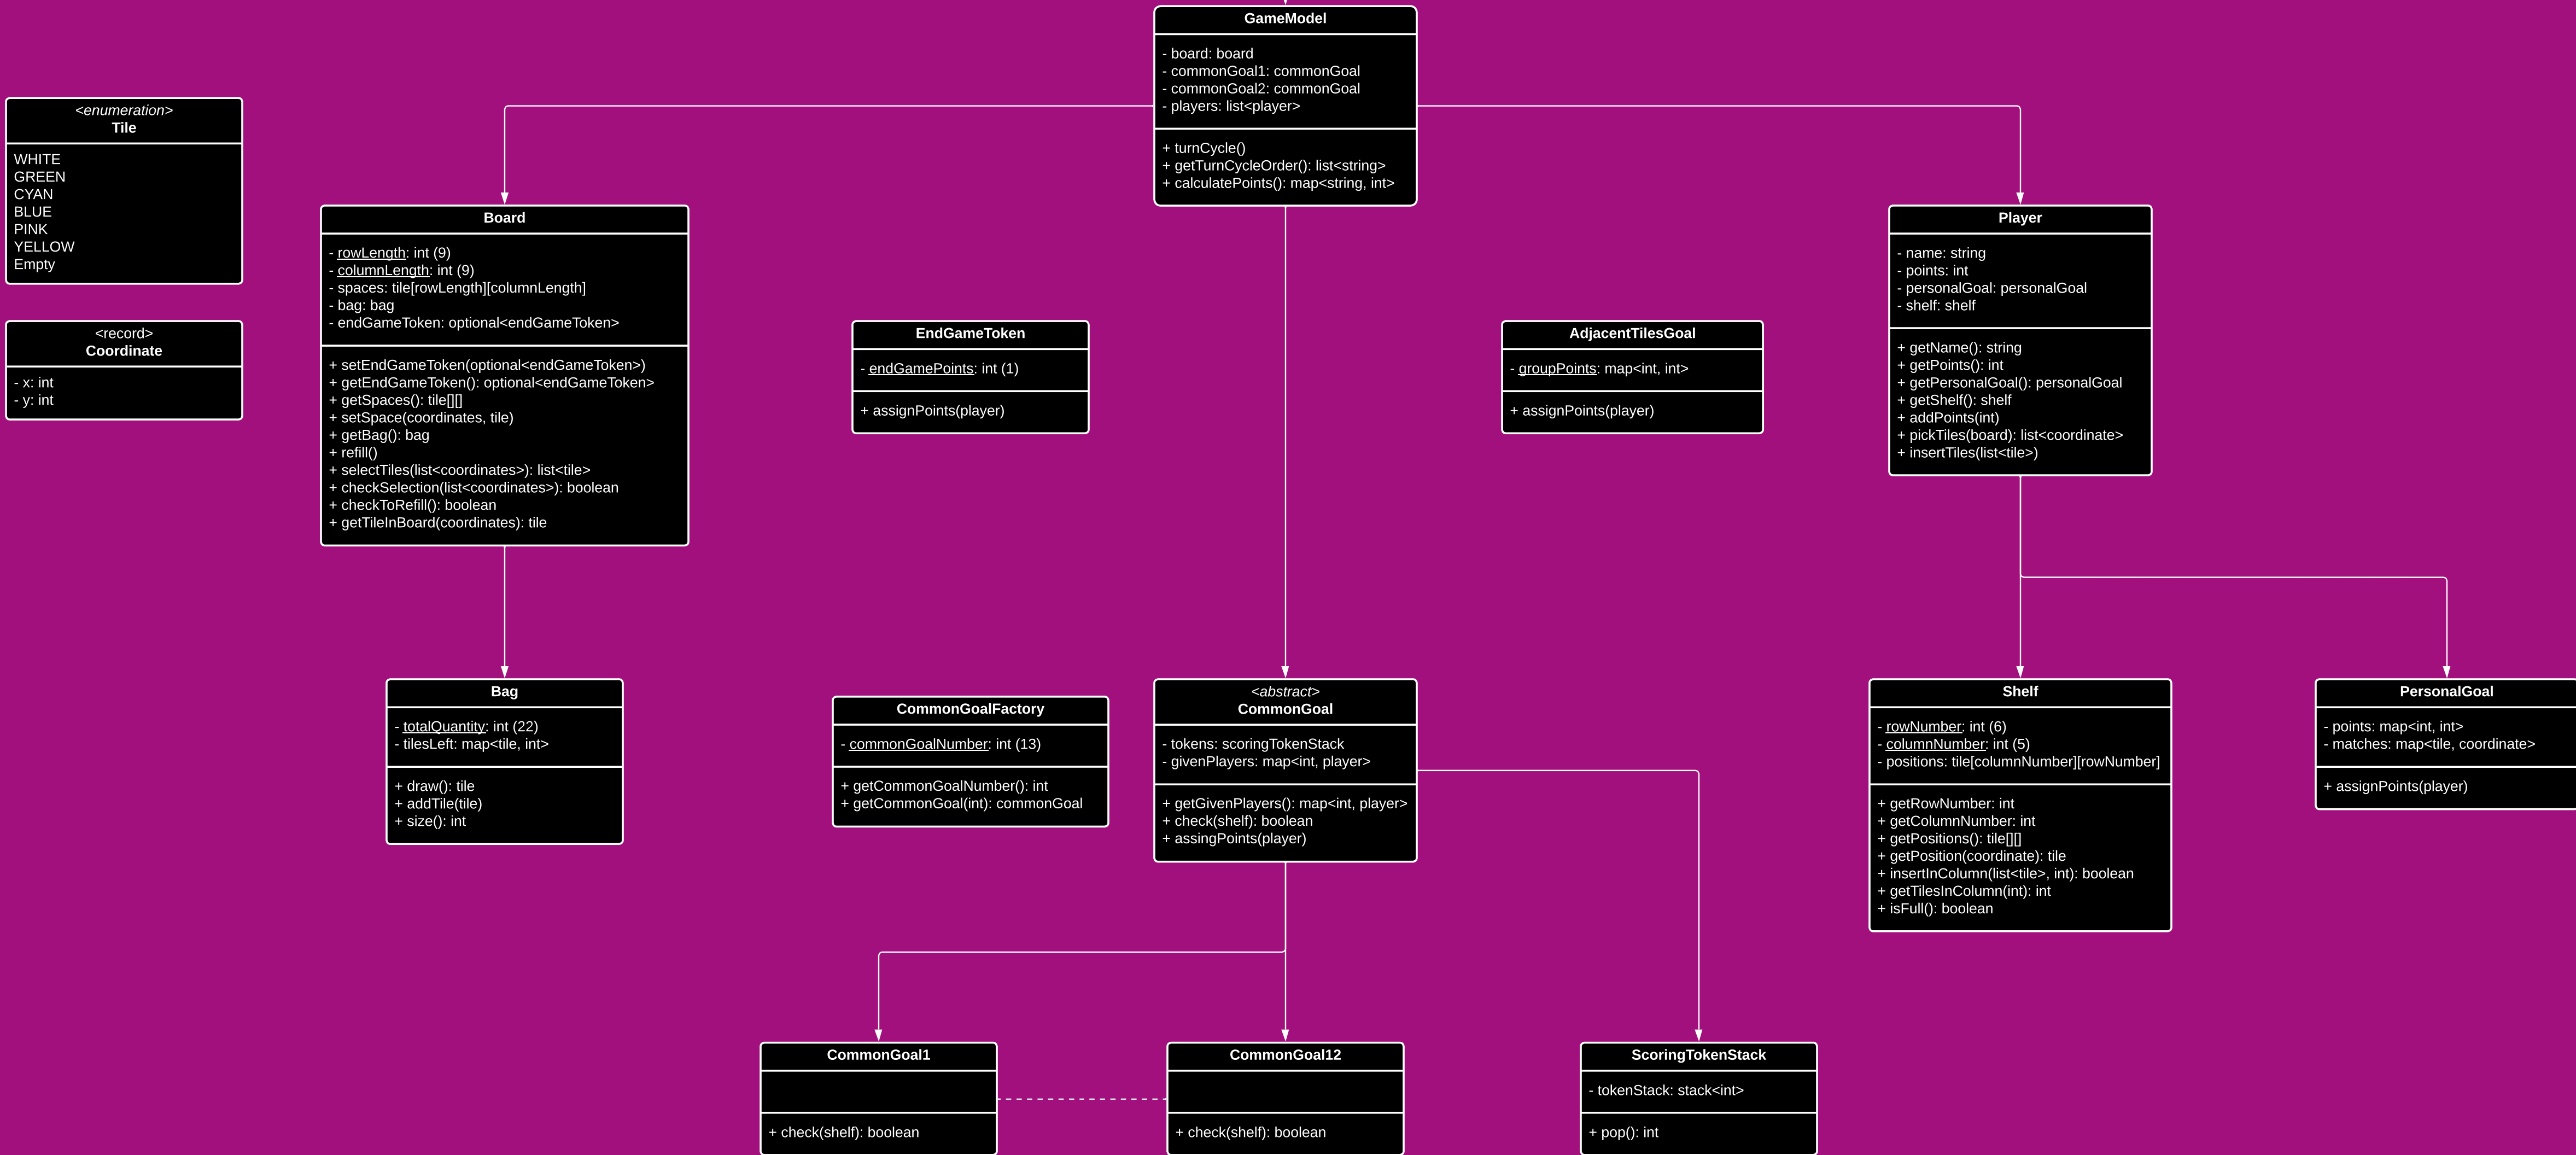 GameModel
- board: board
- commonGoal1: commonGoal
- commonGoal2: commonGoal
- players: list<player>
+ turnCycle()
+ getTurnCycleOrder(): list<string>
+ calculatePoints(): map<string, int>
<enumeration>
Tile
WHITE
GREEN
CYAN
BLUE
PINK
YELLOW
Empty
<record>
Coordinate
- x: int
- y: int
Board
- rowLength: int (9)
- columnLength: int (9)
- spaces: tile[rowLength][columnLength]
- bag: bag
- endGameToken: optional<endGameToken>
+ setEndGameToken(optional<endGameToken>)
+ getEndGameToken(): optional<endGameToken>
+ getSpaces(): tile[][]
+ setSpace(coordinates, tile)
+ getBag(): bag
+ refill()
+ selectTiles(list<coordinates>): list<tile>
+ checkSelection(list<coordinates>): boolean
+ checkToRefill(): boolean
+ getTileInBoard(coordinates): tile
EndGameToken
- endGamePoints: int (1)
+ assignPoints(player)
AdjacentTilesGoal
- groupPoints: map<int, int>
+ assignPoints(player)
Player
- name: string
- points: int
- personalGoal: personalGoal
- shelf: shelf
+ getName(): string
+ getPoints(): int
+ getPersonalGoal(): personalGoal
+ getShelf(): shelf
+ addPoints(int)
+ pickTiles(board): list<coordinate>
+ insertTiles(list<tile>)
Bag
- totalQuantity: int (22)
- tilesLeft: map<tile, int>
+ draw(): tile
+ addTile(tile)
+ size(): int
CommonGoalFactory
- commonGoalNumber: int (13)
+ getCommonGoalNumber(): int
+ getCommonGoal(int): commonGoal
<abstract>
CommonGoal
- tokens: scoringTokenStack
- givenPlayers: map<int, player>
+ getGivenPlayers(): map<int, player>
+ check(shelf): boolean
+ assingPoints(player)
Shelf
- rowNumber: int (6)
- columnNumber: int (5)
- positions: tile[columnNumber][rowNumber]
+ getRowNumber: int
+ getColumnNumber: int
+ getPositions(): tile[][]
+ getPosition(coordinate): tile
+ insertInColumn(list<tile>, int): boolean
+ getTilesInColumn(int): int
+ isFull(): boolean
PersonalGoal
- points: map<int, int>
- matches: map<tile, coordinate>
+ assignPoints(player)
CommonGoal1
+ check(shelf): boolean
CommonGoal12
+ check(shelf): boolean
ScoringTokenStack
- tokenStack: stack<int>
+ pop(): int